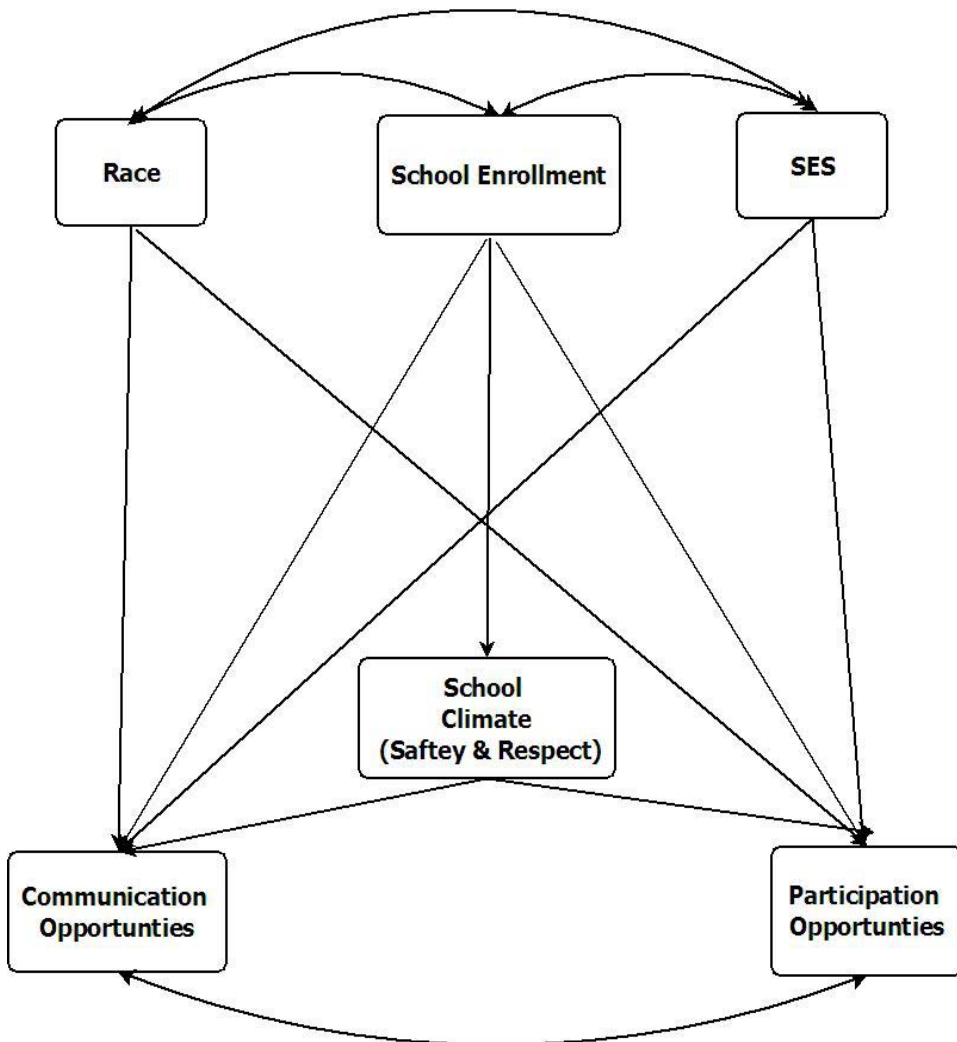 Race
School Enrollment
SES
School
Climate
(Saftey & Respect)
Communication
Opportunties
Participation
Opportunties